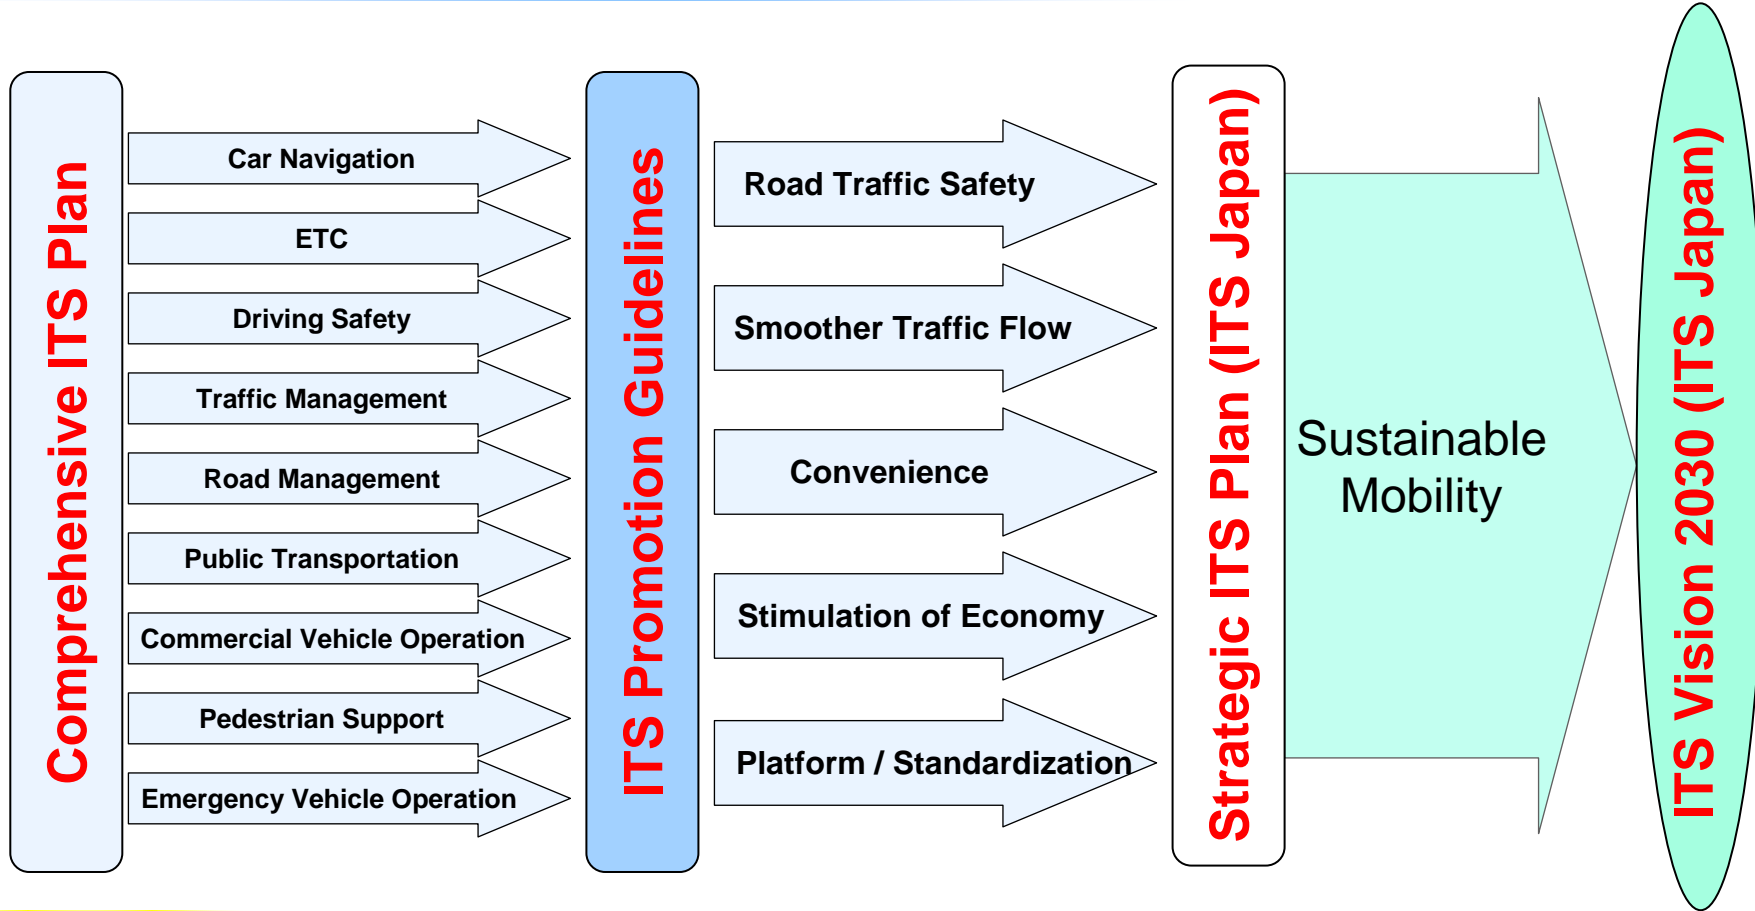 Comprehensive ITS Plan
Car Navigation
ETC
Driving Safety
Traffic Management
Road Management
Public Transportation
Commercial Vehicle Operation
Pedestrian Support
Emergency Vehicle Operation
ITS Promotion Guidelines
Road Traffic Safety
Smoother Traffic Flow
Convenience
Stimulation of Economy
Platform / Standardization
Strategic ITS Plan (ITS Japan)
Sustainable
Mobility
ITS Vision 2030 (ITS Japan)